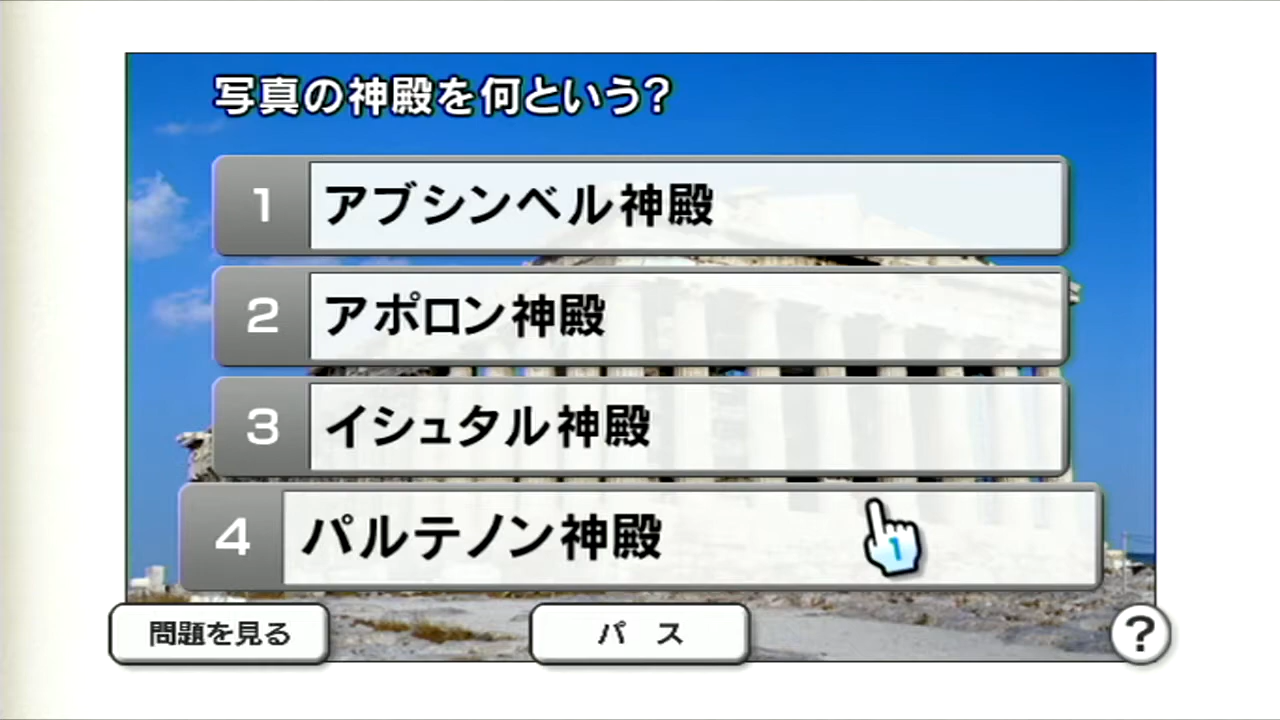 写真の神殿を何という？
1 アブシンベル神殿
2 アポロン神殿
3 イシュタル神殿
4 パルテノン神殿
1
問題を見る
パ ス
?